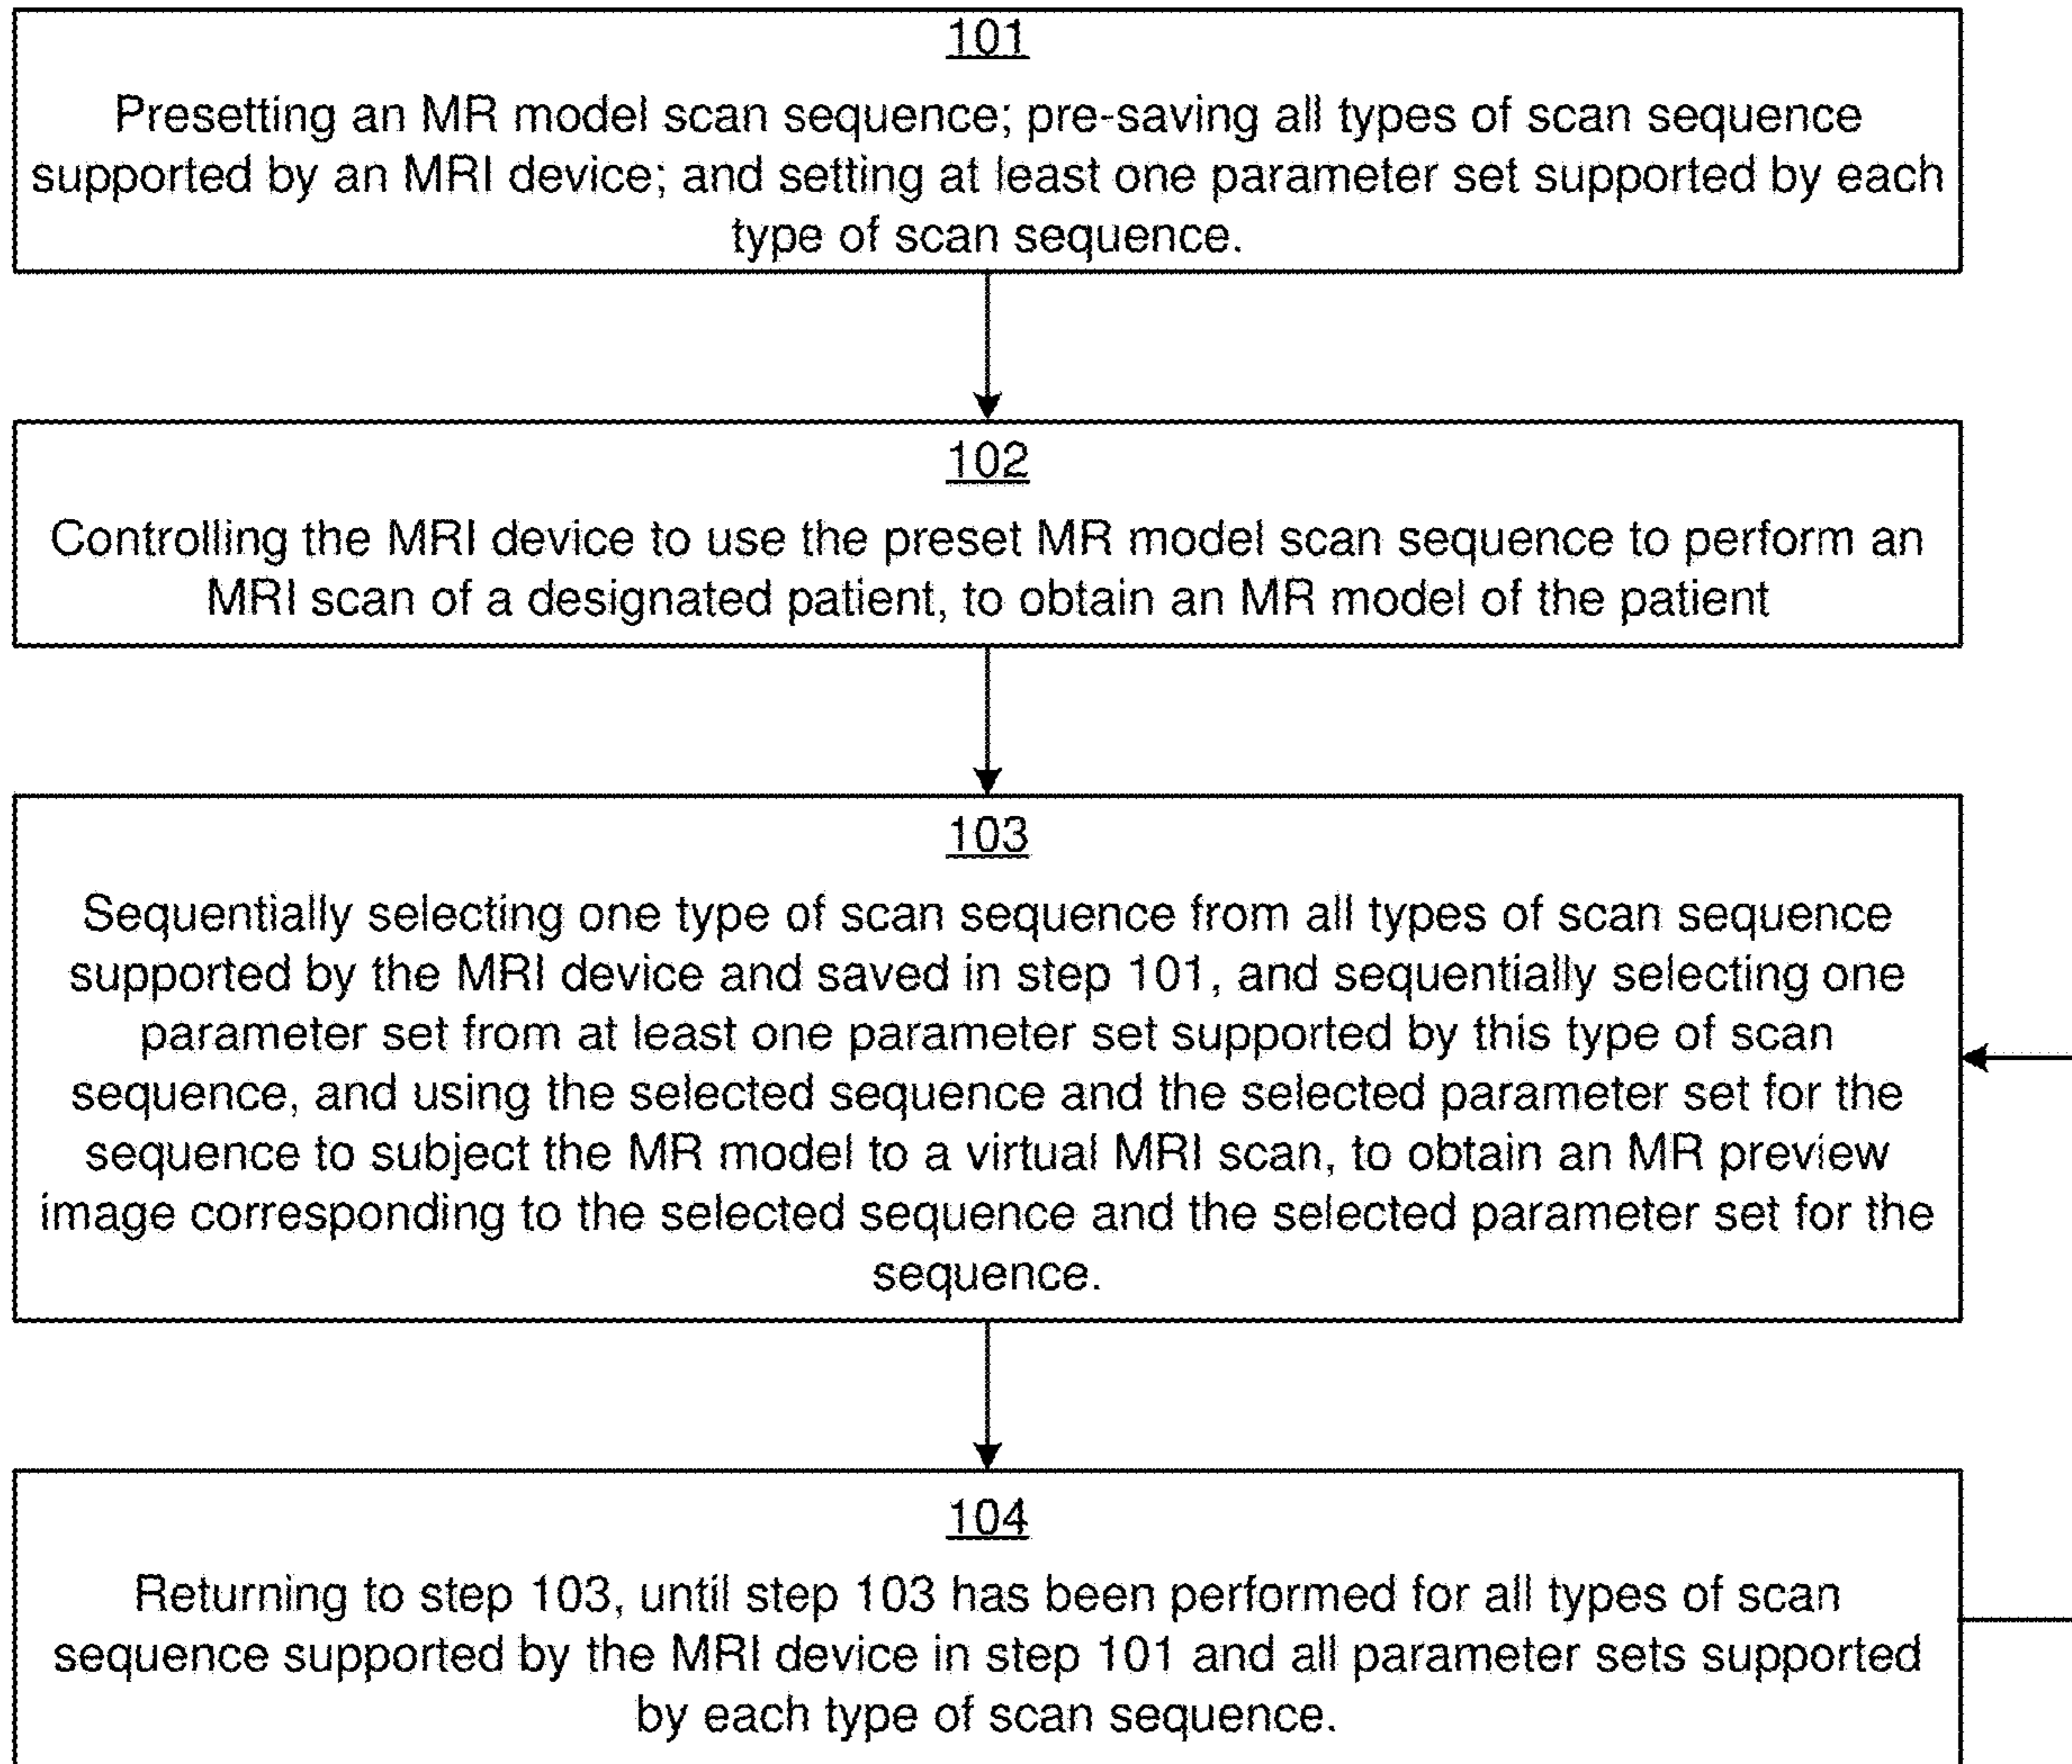 101
Presetting an MR model scan sequence; pre-saving all types of scan sequence
supported by an MRI device; and setting at least one parameter set supported by each
type of scan sequence.
102
Controlling the MRI device to use the preset MR model scan sequence to perform an
MRI scan of a designated patient, to obtain an MR model of the patient
103
Sequentially selecting one type of scan sequence from all types of scan sequence
supported by the MRI device and saved in step 101, and sequentially selecting one
parameter set from at least one parameter set supported by this type of scan
sequence, and using the selected sequence and the selected parameter set for the
sequence to subject the MR model to a virtual MRI scan, to obtain an MR preview
image corresponding to the selected sequence and the selected parameter set for the
sequence.
104
Returning to step 103, until step 103 has been performed for all types of scan
sequence supported by the MRI device in step 101 and all parameter sets supported
by each type of scan sequence.